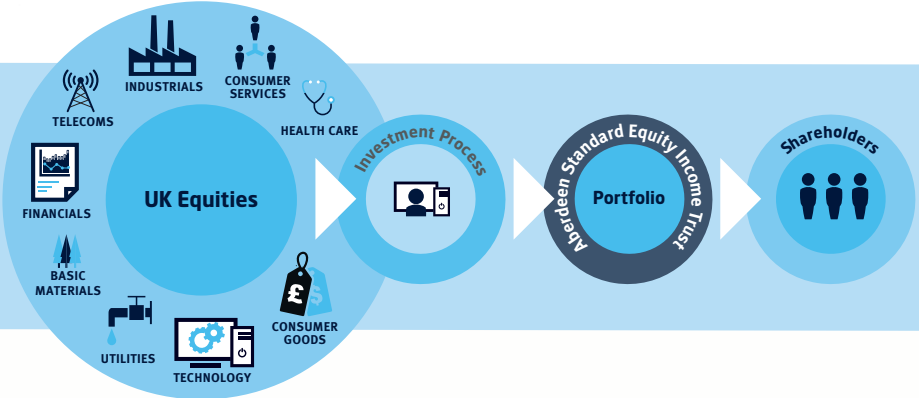 INDUSTRIALS
CONSUMER
SERVICES
TELECOMS
HEALTH CARE
FINANCIALS
UK Equities
BASIC
MATERIALS
£
$
CONSUMER
GOODS
UTILITIES
TECHNOLOGY
Investment Process
Aberdeen Standard Equity Income Trust
Portfolio
Shareholders